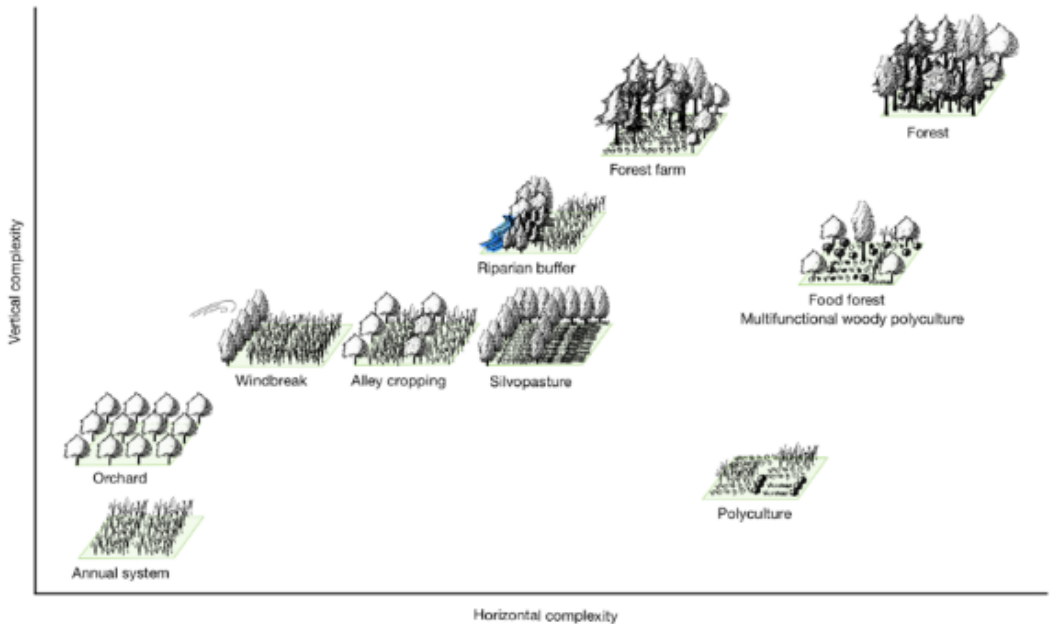 Vertical complexity
Forest
Forest farm
Riparian buffer
Food forest
Multifunctional woody polyculture
Windbreak
Alley cropping
Silvopasture
Orchard
Polyculture
Annual system
Horizontal complexity